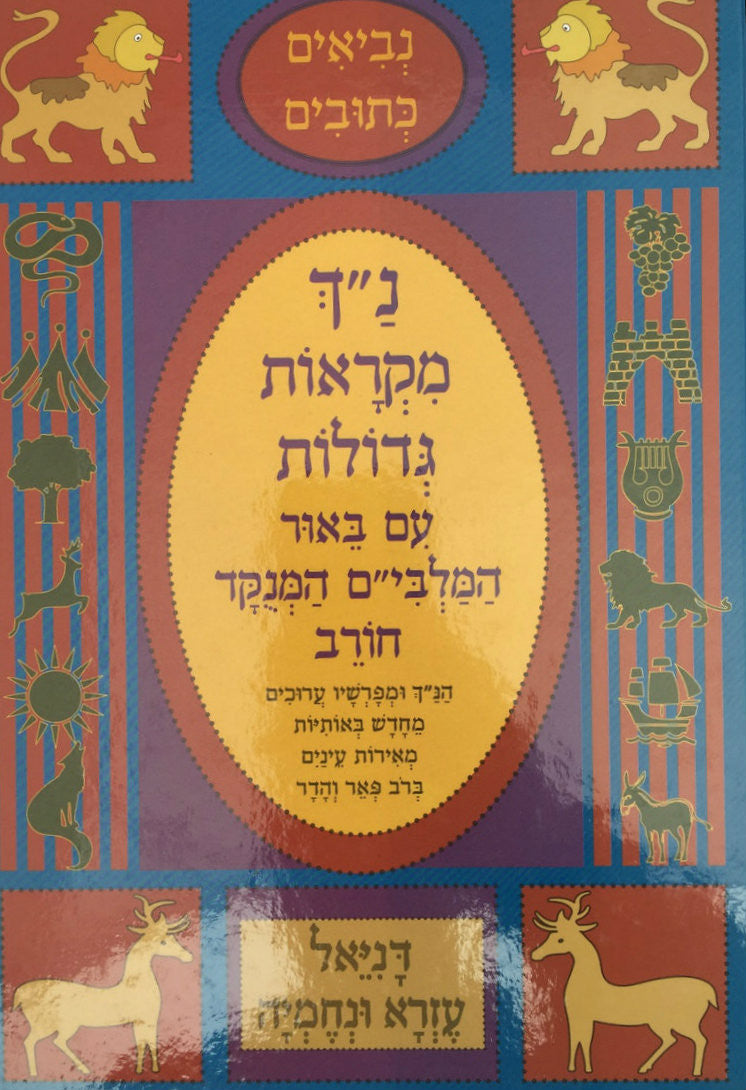 נְבִיאִים
כְּתוּבִים
נַ״ךְ
מִקְרָאוֹת
גְּדוֹלוֹת
עִם בֵּאוּר
הַמַּלְבִּי״ם הַמְּנֻקָּד
חוֹרֵב
הַנַּ״ךְ וּמְפָרְשָׁיו עֲרוּכִים
מֵחָדָשׁ בְּאוֹתִיּוֹת
מְאִירוֹת עֵינַיִם
בְּרֹב פְּאֵר וְהָדָר
דָּנִיֵּאל
עֶזְרָא וּנְחֶמְיָה